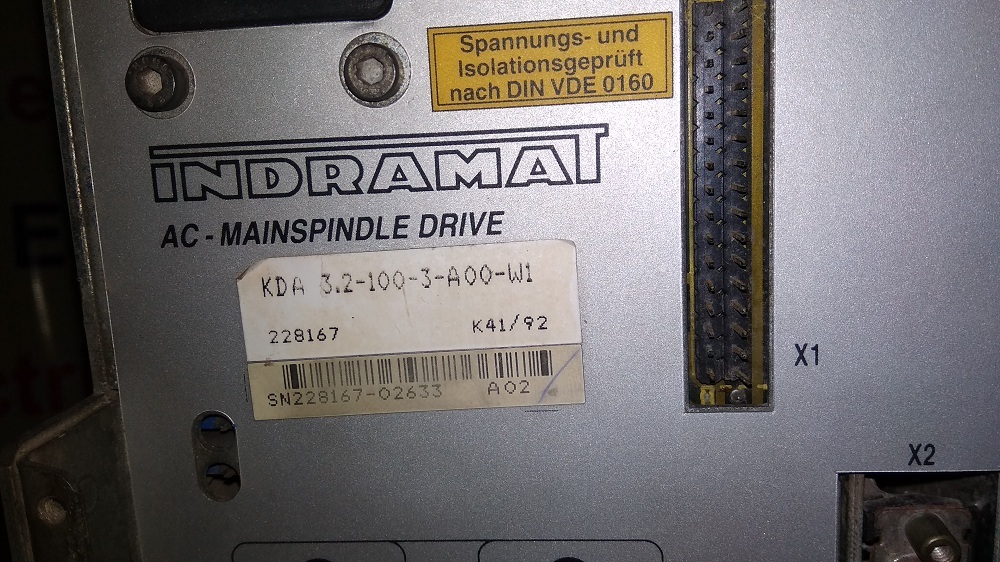 Spannungs- und
Isolationsgeprüft
nach DIN VDE 0160
INDRAMAT
AC - MAINSPINDLE DRIVE
KDA 3.2-100-3-A00-W1
228167 K41/92
SN228167-02633 A02
X1
X2